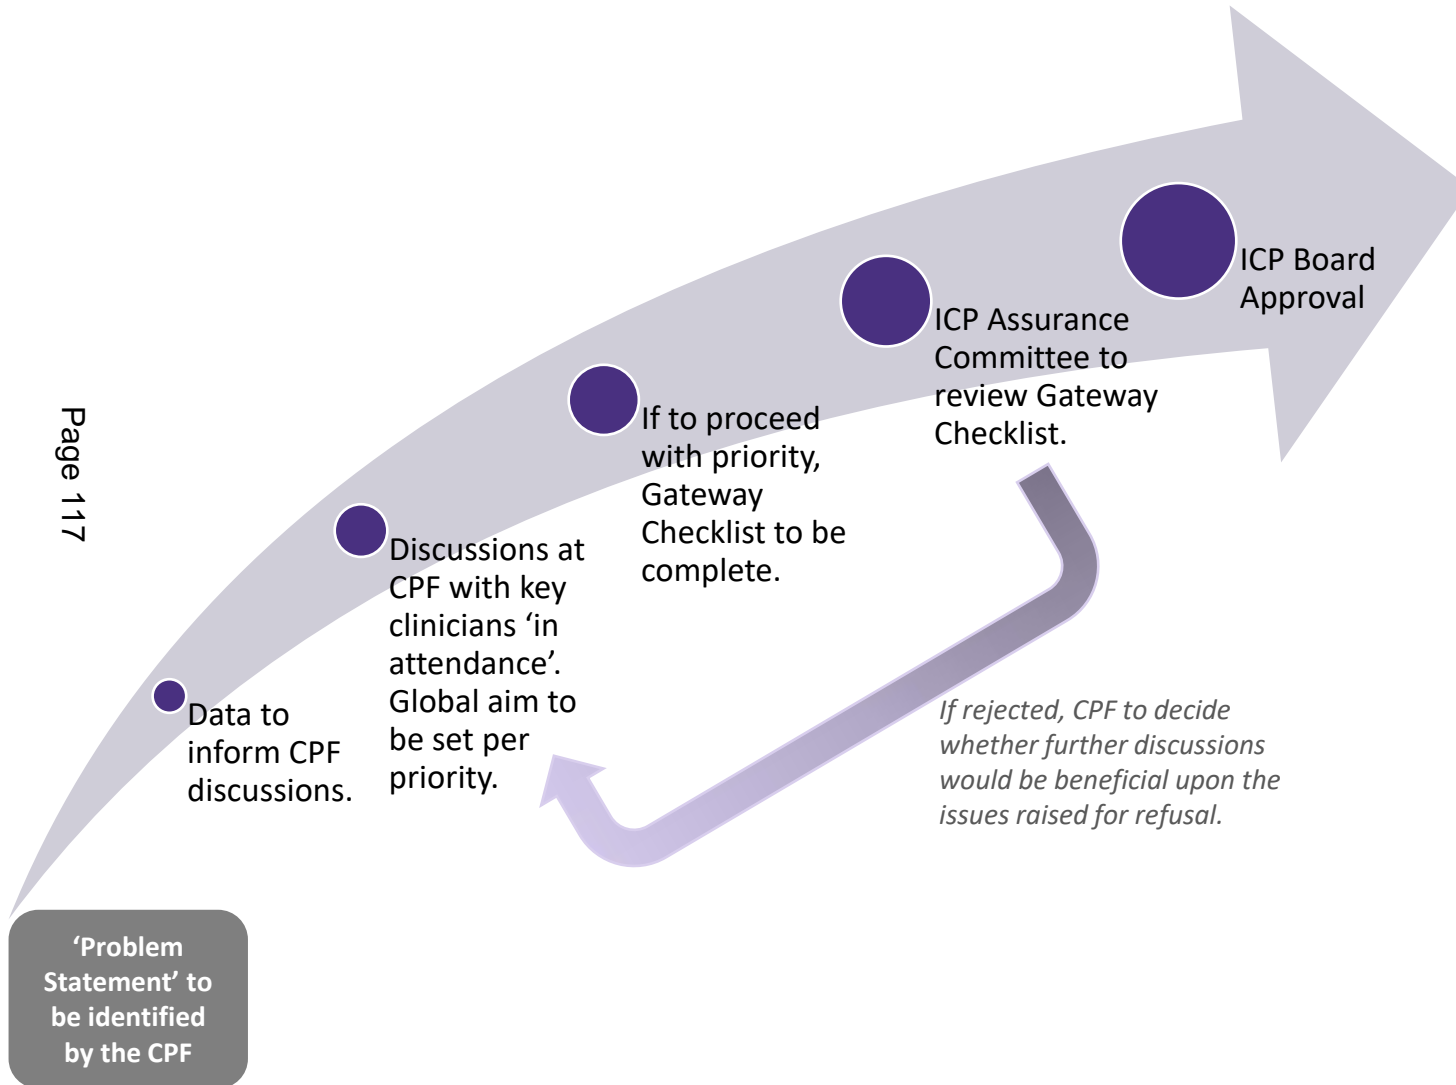 Page 117
‘Problem
Statement’ to
be identified
by the CPF
Data to
inform CPF
discussions.
Discussions at
CPF with key
clinicians ‘in
attendance’.
Global aim to
be set per
priority.
If to proceed
with priority,
Gateway
Checklist to be
complete.
ICP Assurance
Committee to
review Gateway
Checklist.
ICP Board
Approval
If rejected, CPF to decide
whether further discussions
would be beneficial upon the
issues raised for refusal.